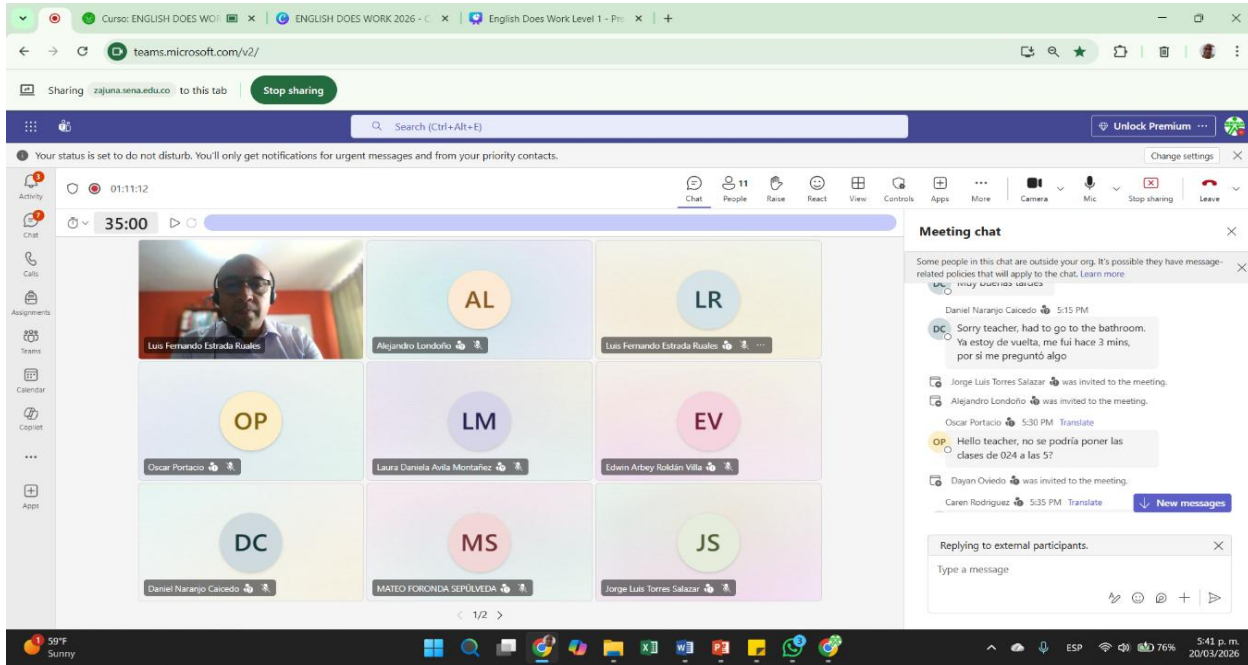 Curso: ENGLISH DOES WOR
ENGLISH DOES WORK 2026 - C
English Does Work Level 1 - Pre
teams.microsoft.com/v2/
Sharing zajuna.sena.edu.co to this tab Stop sharing
Search (Ctrl+Alt+E)
Unlock Premium
Your status is set to do not disturb. You'll only get notifications for urgent messages and from your priority contacts.
Change settings
Activity
Chat
Calls
Assignments
Teams
Calendar
Copilot
Apps
01:11:12
Chat
11
People
Raise
React
View
Controls
Apps
More
Camera
Mic
Stop sharing
Leave
35:00
Luis Fernando Estrada Ruales
AL
Alejandro Londoño
LR
Luis Fernando Estrada Ruales
OP
Oscar Portacio
LM
Laura Daniela Avila Montañez
EV
Edwin Arbey Roldán Villa
DC
Daniel Naranjo Caicedo
MS
MATEO FORONDA SEPÚLVEDA
JS
Jorge Luis Torres Salazar
1/2
Meeting chat
Some people in this chat are outside your org. It's possible they have message-
related policies that will apply to the chat. Learn more
DC Muy buenas tardes
Daniel Naranjo Caicedo 5:15 PM
DC Sorry teacher, had to go to the bathroom.
Ya estoy de vuelta, me fui hace 3 mins,
por si me preguntó algo
Jorge Luis Torres Salazar was invited to the meeting.
Alejandro Londoño was invited to the meeting.
Oscar Portacio 5:30 PM Translate
OP Hello teacher, no se podría poner las
clases de 024 a las 5?
Dayan Oviedo was invited to the meeting.
Caren Rodriguez 5:35 PM Translate
New messages
Replying to external participants.
Type a message
1
59°F
Sunny
3
ESP
76%
5:41 p. m.
20/03/2026